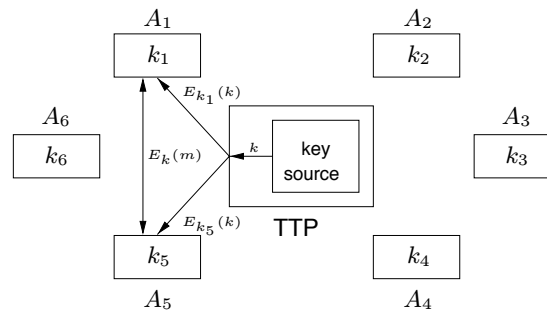 A₁
k₁
A₂
k₂
E_{k₁}(k)
A₆
k₆
E_k(m)
k
key
source
A₃
k₃
E_{k₅}(k)
TTP
k₅
A₅
k₄
A₄